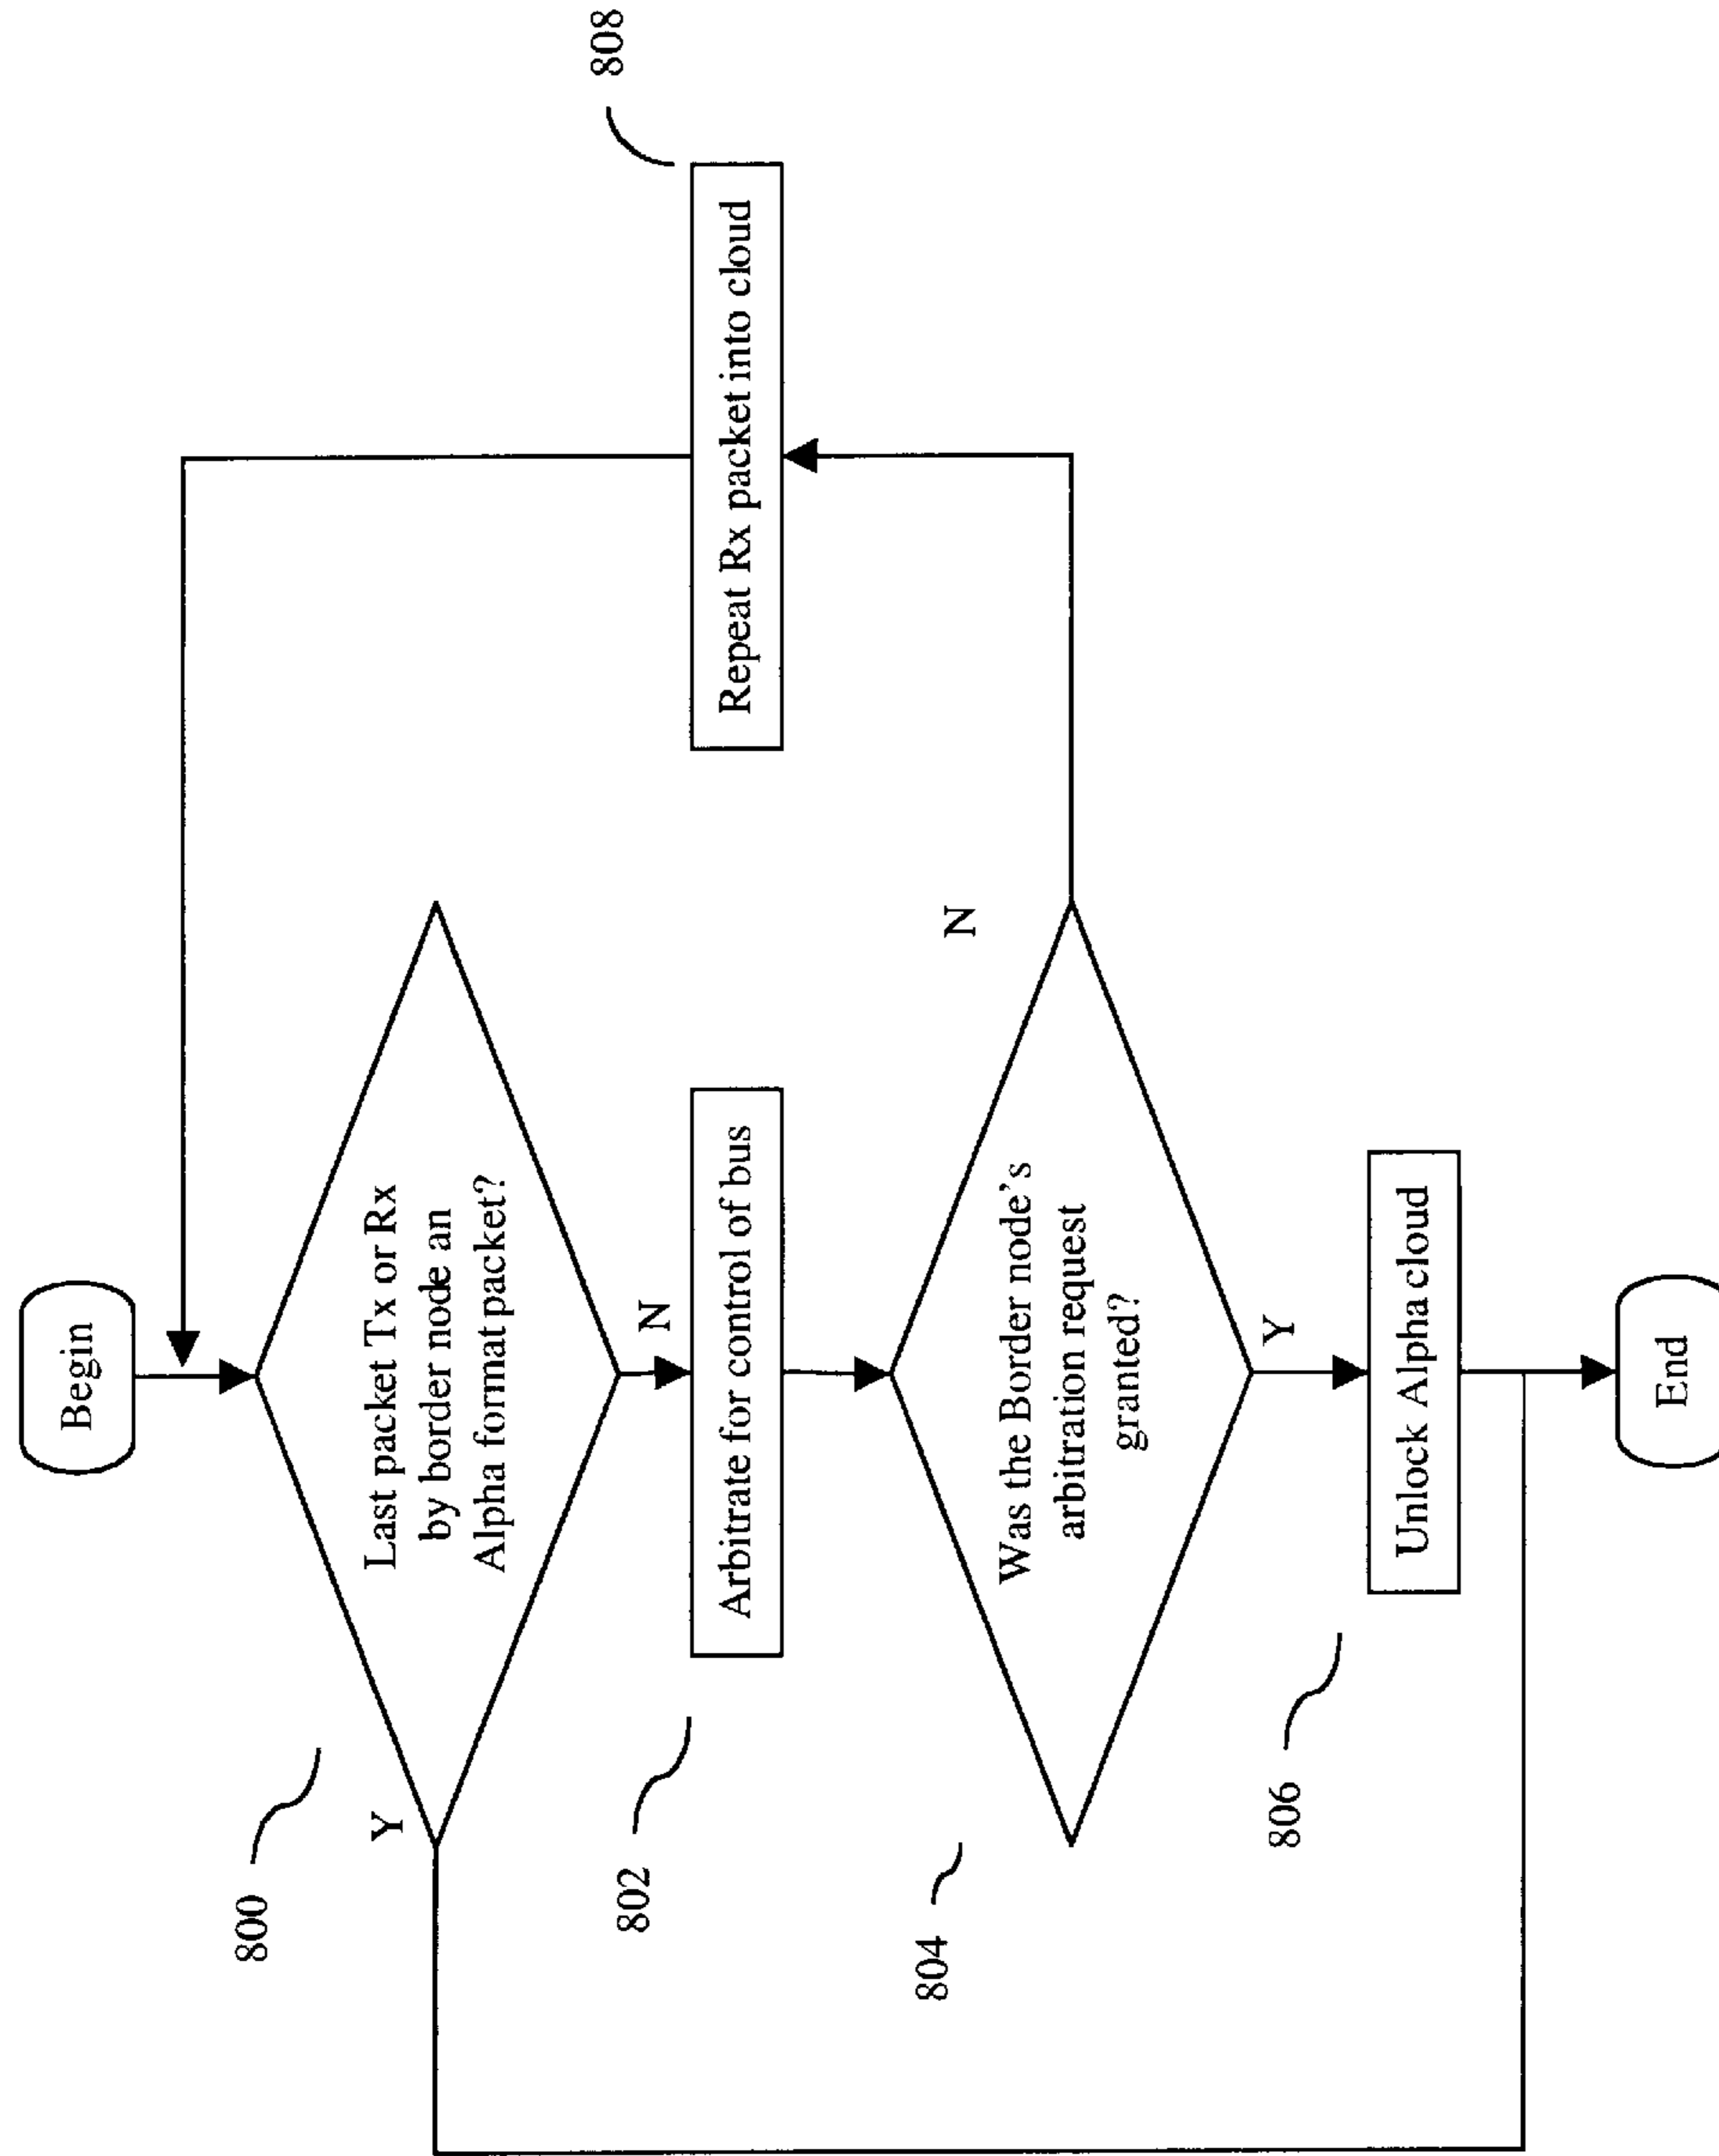 Begin
800
Y
Last packet Tx or Rx
by border node an
Alpha format packet?
N
802
Arbitrate for control of bus
808
Repeat Rx packet into cloud
804
Was the Border node's
arbitration request
granted?
N
Y
806
Unlock Alpha cloud
End